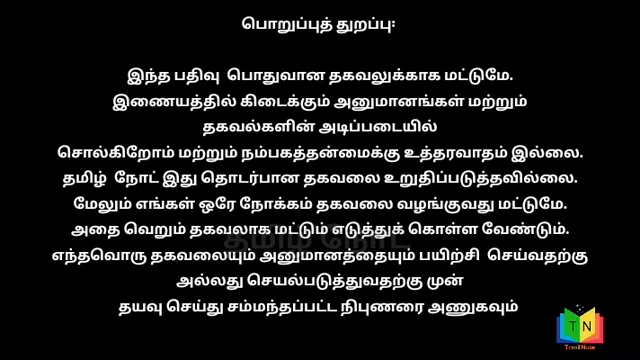 பொறுப்புத் துறப்பு:
இந்த பதிவு பொதுவான தகவலுக்காக மட்டுமே.
இணையத்தில் கிடைக்கும் அனுமானங்கள் மற்றும்
தகவல்களின் அடிப்படையில்
சொல்கிறோம் மற்றும் நம்பகத்தன்மைக்கு உத்தரவாதம் இல்லை.
தமிழ் நோட் இது தொடர்பான தகவலை உறுதிப்படுத்தவில்லை.
மேலும் எங்கள் ஒரே நோக்கம் தகவலை வழங்குவது மட்டுமே.
அதை வெறும் தகவலாக மட்டும் எடுத்துக் கொள்ள வேண்டும்.
தமிழ் நோட்
எந்தவொரு தகவலையும் அனுமானத்தையும் பயிற்சி செய்வதற்கு
அல்லது செயல்படுத்துவதற்கு முன்
தயவு செய்து சம்மந்தப்பட்ட நிபுணரை அணுகவும்
T N
Tamil Note